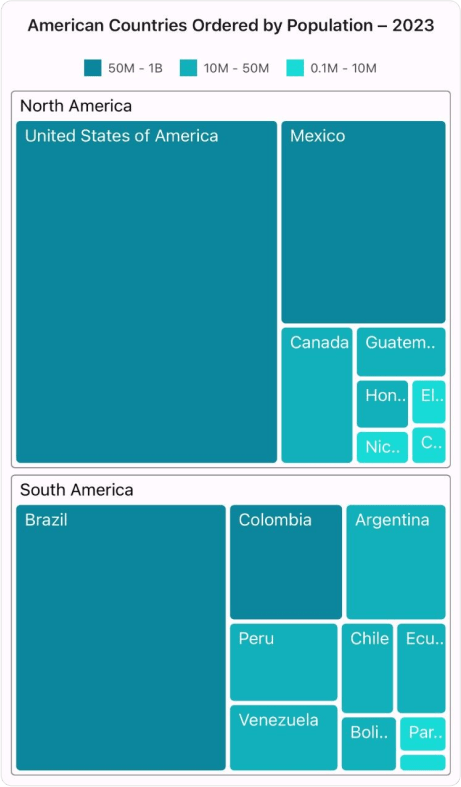 American Countries Ordered by Population – 2023
50M - 1B 10M - 50M 0.1M - 10M
North America
United States of America
Mexico
Canada
Guatem..
Hon..
El..
Nic..
C..
South America
Brazil
Colombia
Argentina
Peru
Chile
Ecu..
Venezuela
Boli..
Par..